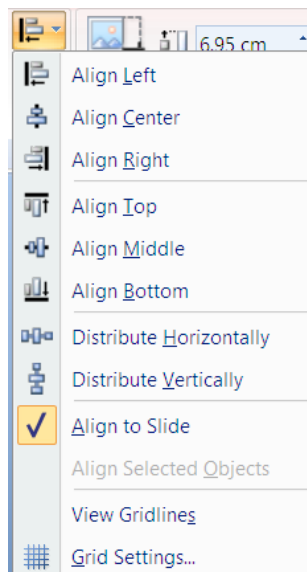 6.95 cm
Align Left
Align Center
Align Right
Align Top
Align Middle
Align Bottom
Distribute Horizontally
Distribute Vertically
Align to Slide
Align Selected Objects
View Gridlines
Grid Settings...